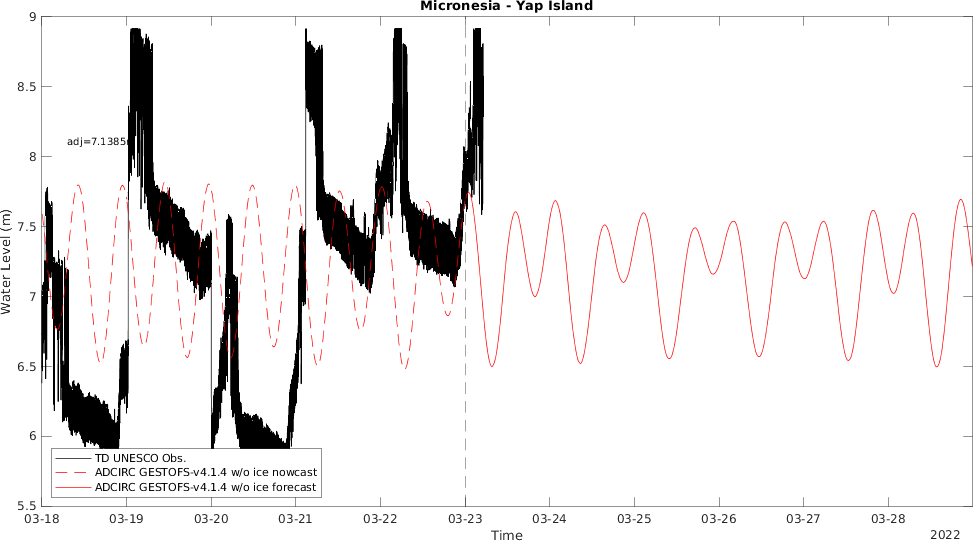 Micronesia - Yap Island
9
8.5
adj=7.1385
8
7.5
7
6.5
6
5.5
Water Level (m)
TD UNESCO Obs.
ADCIRC GESTOFS-v4.1.4 w/o ice nowcast
ADCIRC GESTOFS-v4.1.4 w/o ice forecast
03-18 03-19 03-20 03-21 03-22 03-23 03-24 03-25 03-26 03-27 03-28
Time
2022